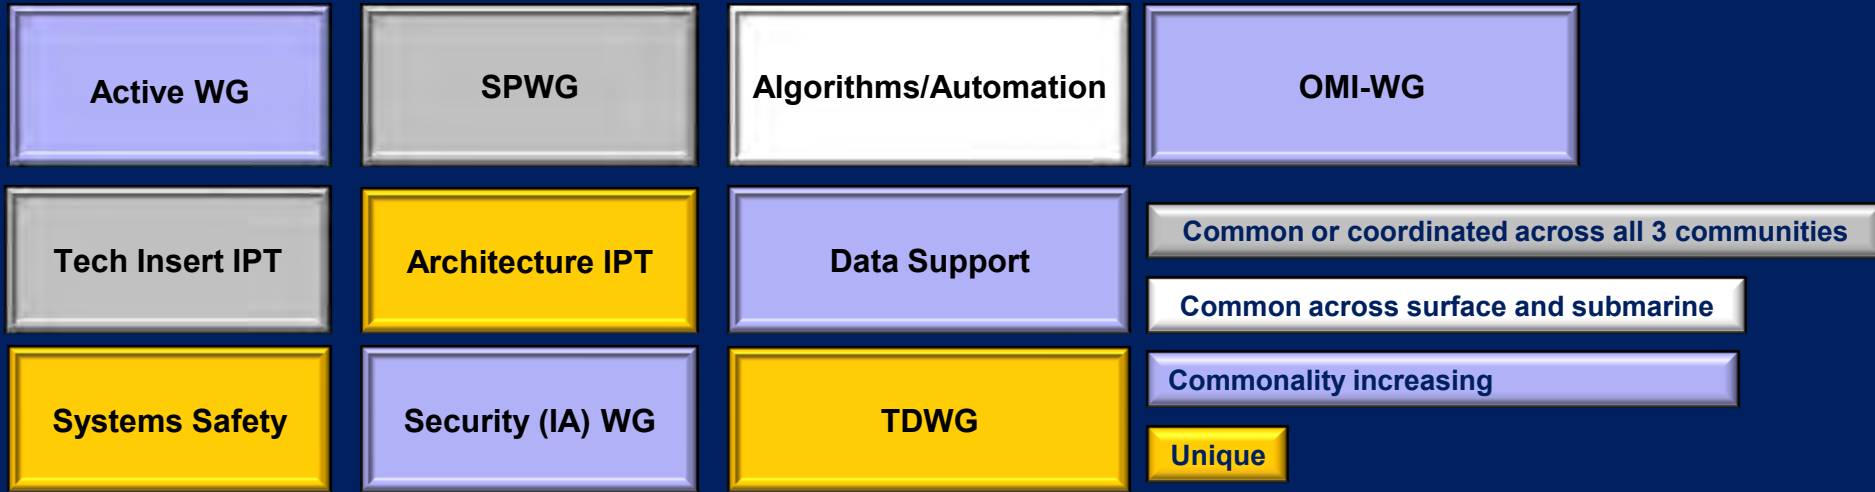 Active WG
SPWG
Algorithms/Automation
OMI-WG
Tech Insert IPT
Architecture IPT
Data Support
Common or coordinated across all 3 communities
Common across surface and submarine
Systems Safety
Security (IA) WG
TDWG
Commonality increasing
Unique